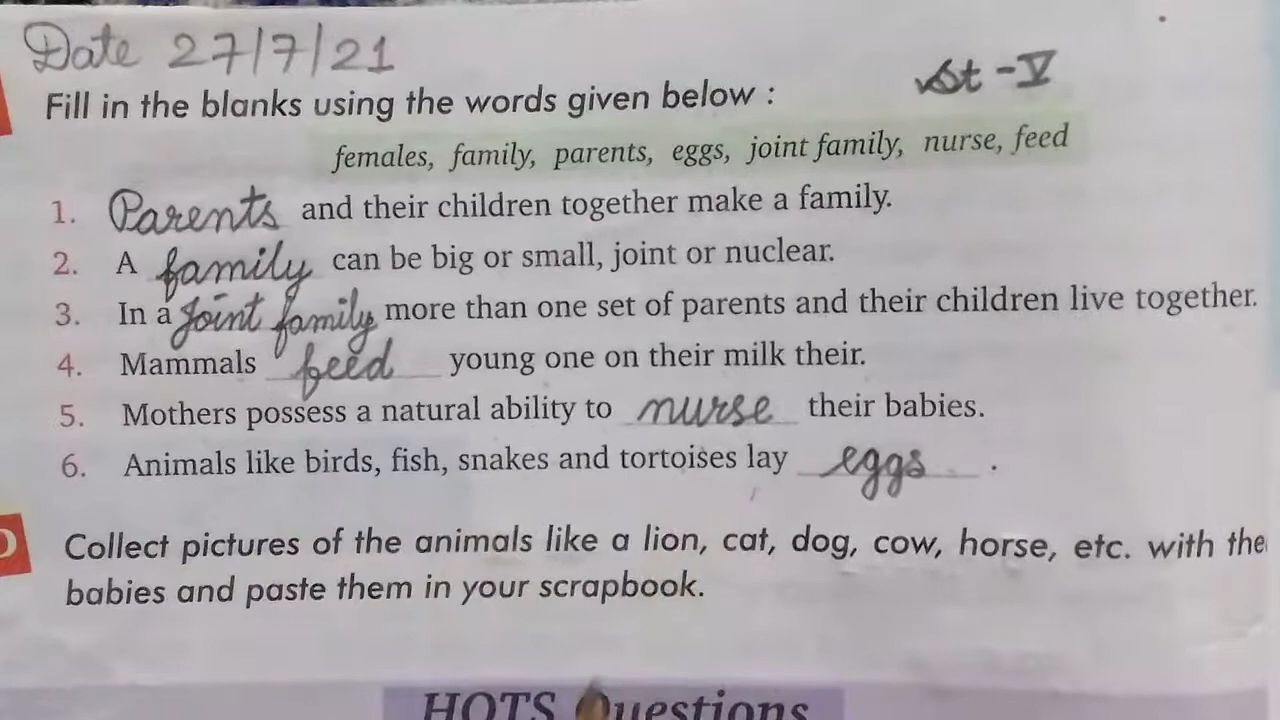 Date 27/7/21
St - V
Fill in the blanks using the words given below :
females, family, parents, eggs, joint family, nurse, feed
1. Parents and their children together make a family.
2. A family can be big or small, joint or nuclear.
3. In a Joint family more than one set of parents and their children live together.
4. Mammals feed young one on their milk their.
5. Mothers possess a natural ability to nurse their babies.
6. Animals like birds, fish, snakes and tortoises lay eggs .
D Collect pictures of the animals like a lion, cat, dog, cow, horse, etc. with the
babies and paste them in your scrapbook.
HOTS Questions